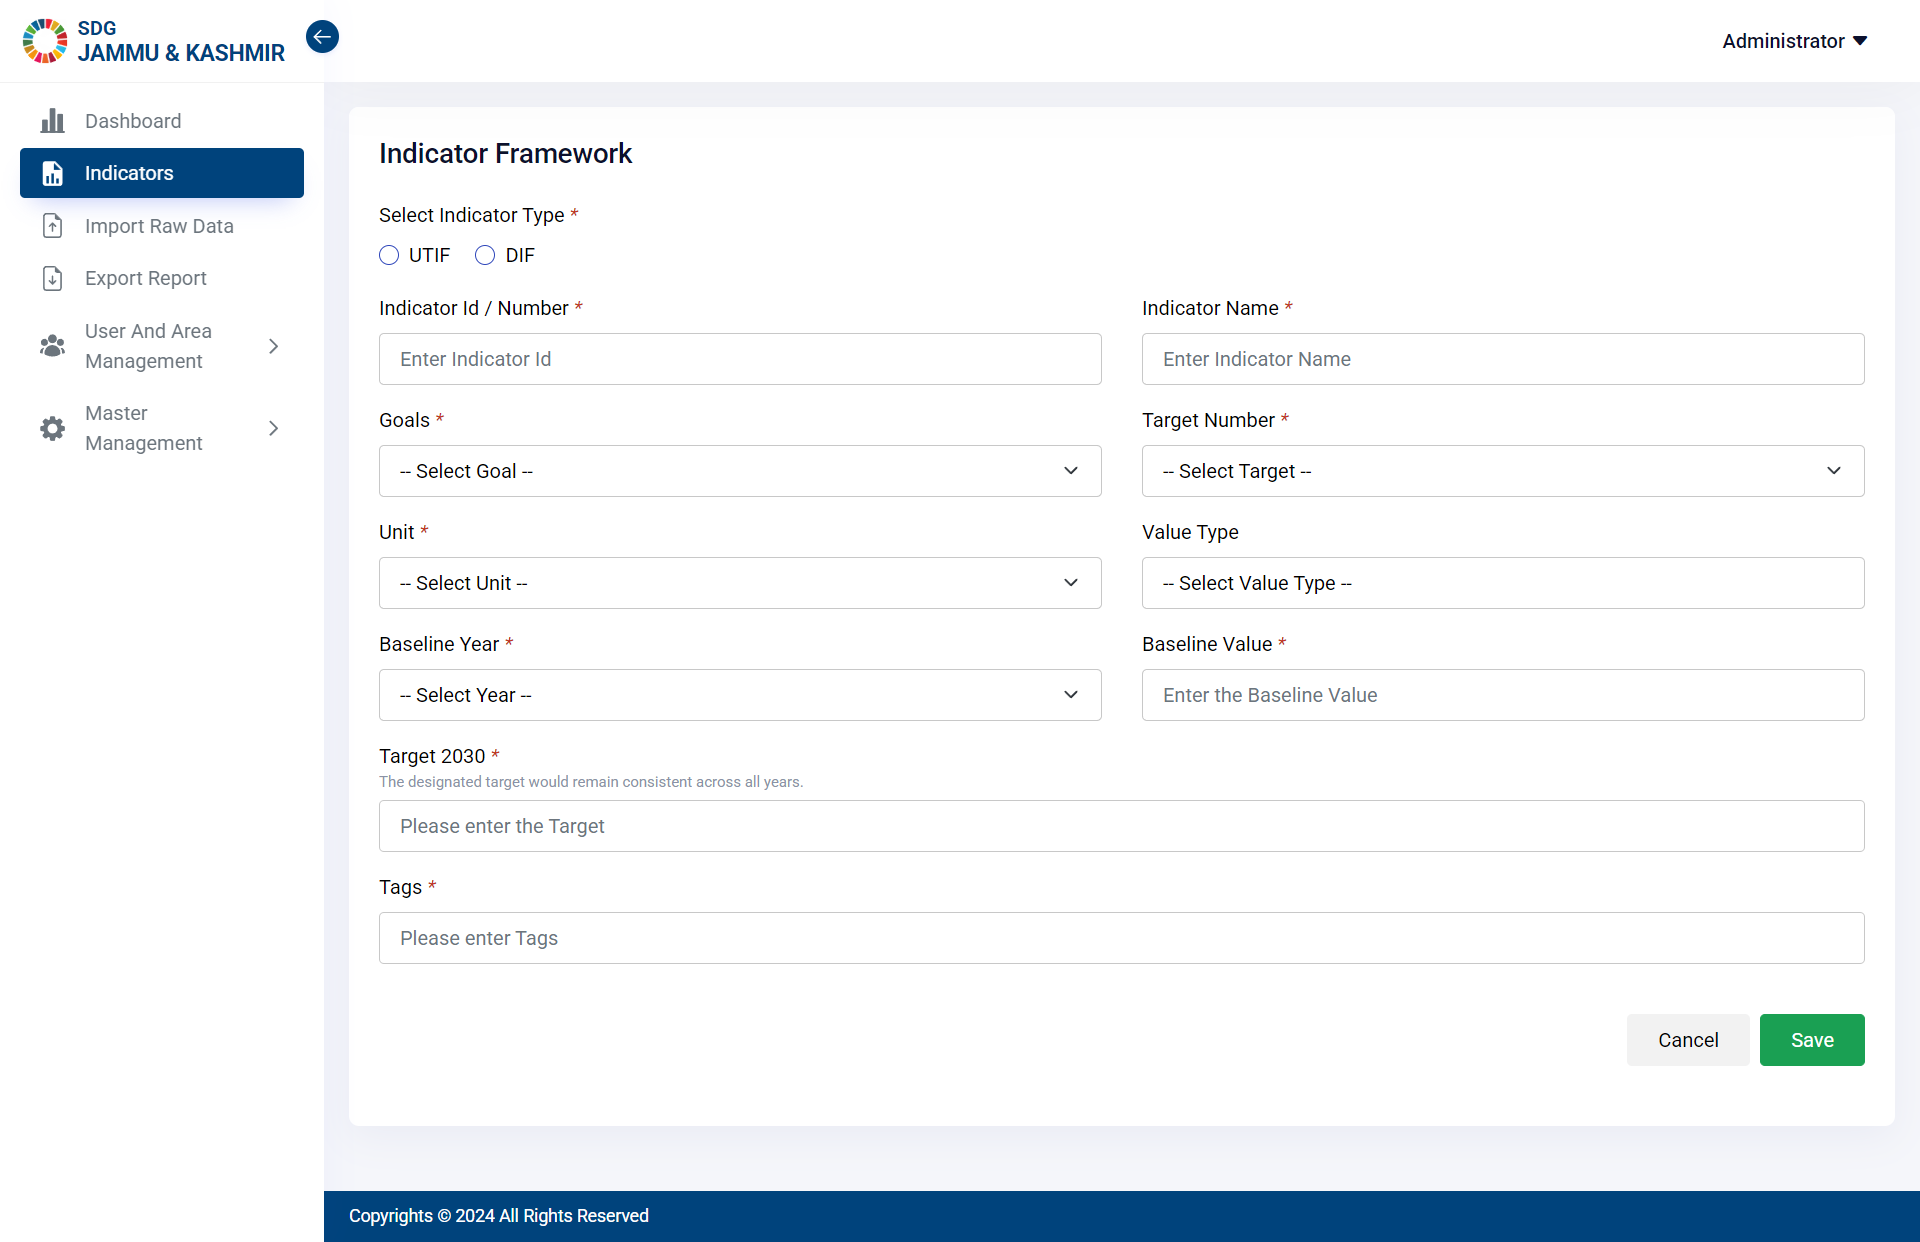 SDG
JAMMU & KASHMIR
Administrator
Dashboard
Indicators
Import Raw Data
Export Report
User And Area
Management
Master
Management
Indicator Framework
Select Indicator Type *
UTIF DIF
Indicator Id / Number * Indicator Name *
Enter Indicator Id Enter Indicator Name
Goals * Target Number *
-- Select Goal -- -- Select Target --
Unit * Value Type
-- Select Unit -- -- Select Value Type --
Baseline Year * Baseline Value *
-- Select Year -- Enter the Baseline Value
Target 2030 *
The designated target would remain consistent across all years.
Please enter the Target
Tags *
Please enter Tags
Cancel Save
Copyrights © 2024 All Rights Reserved